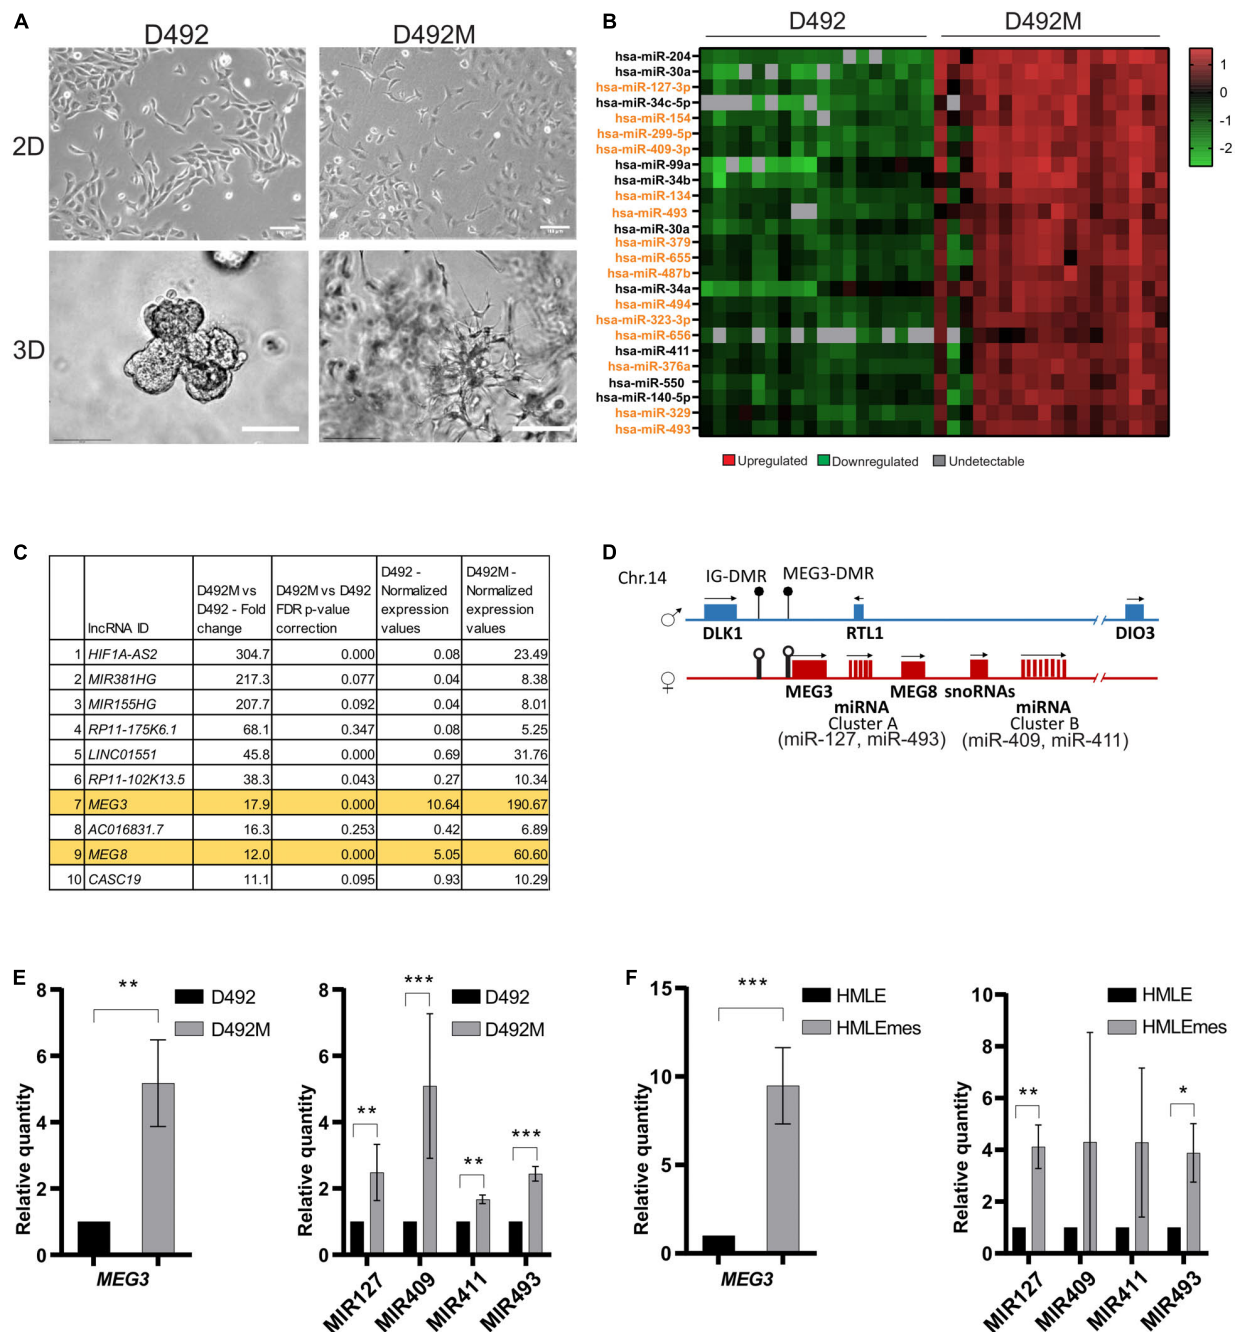 A
D492
D492M
2D
3D
B
D492
D492M
hsa-miR-204
hsa-miR-30a
hsa-miR-127-3p
hsa-miR-34c-5p
hsa-miR-154
hsa-miR-299-5p
hsa-miR-409-3p
hsa-miR-99a
hsa-miR-34b
hsa-miR-134
hsa-miR-493
hsa-miR-30a
hsa-miR-379
hsa-miR-655
hsa-miR-487b
hsa-miR-34a
hsa-miR-494
hsa-miR-323-3p
hsa-miR-656
hsa-miR-411
hsa-miR-376a
hsa-miR-550
hsa-miR-140-5p
hsa-miR-329
hsa-miR-493
1
0
-1
-2
Upregulated Downregulated Undetectable
C
lncRNA ID
D492M vs
D492 - Fold
change
D492M vs D492
FDR p-value
correction
D492 -
Normalized
expression
values
D492M -
Normalized
expression
values
1 HIF1A-AS2 304.7 0.000 0.08 23.49
2 MIR381HG 217.3 0.077 0.04 8.38
3 MIR155HG 207.7 0.092 0.04 8.01
4 RP11-175K6.1 68.1 0.347 0.08 5.25
5 LINC01551 45.8 0.000 0.69 31.76
6 RP11-102K13.5 38.3 0.043 0.27 10.34
7 MEG3 17.9 0.000 10.64 190.67
8 AC016831.7 16.3 0.253 0.42 6.89
9 MEG8 12.0 0.000 5.05 60.60
10 CASC19 11.1 0.095 0.93 10.29
D
Chr.14
IG-DMR
MEG3-DMR
♂
DLK1
RTL1
DIO3
♀
MEG3
MEG8 snoRNAs
miRNA
Cluster A
(miR-127, miR-493)
miRNA
Cluster B
(miR-409, miR-411)
E
Relative quantity
8
6
4
2
0
**
D492
D492M
MEG3
Relative quantity
8
6
4
2
0
**
***
**
***
D492
D492M
MIR127
MIR409
MIR411
MIR493
F
Relative quantity
15
10
5
0
***
HMLE
HMLEmes
MEG3
Relative quantity
10
8
6
4
2
0
**
*
HMLE
HMLEmes
MIR127
MIR409
MIR411
MIR493